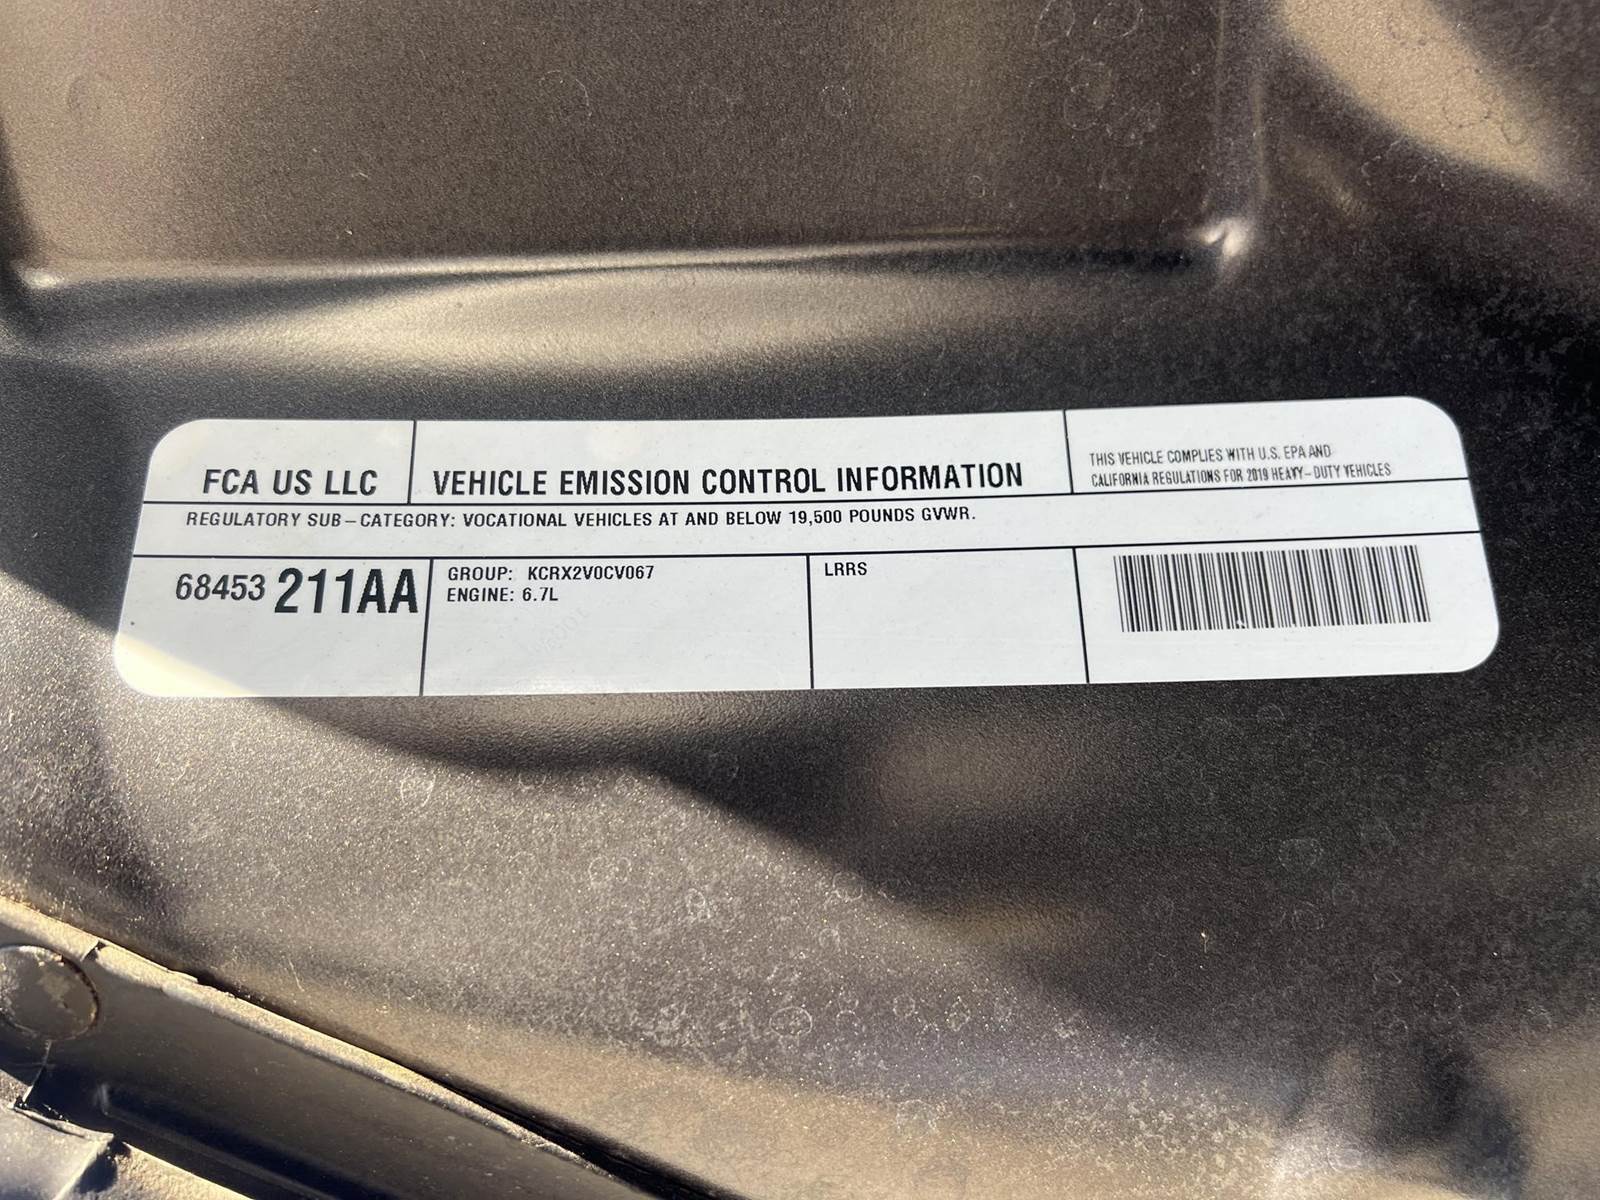 FCA US LLC
VEHICLE EMISSION CONTROL INFORMATION
THIS VEHICLE COMPLIES WITH U.S. EPA AND
CALIFORNIA REGULATIONS FOR 2019 HEAVY-DUTY VEHICLES
REGULATORY SUB-CATEGORY: VOCATIONAL VEHICLES AT AND BELOW 19,500 POUNDS GVWR.
68453 211AA
GROUP: KCRX2V0CV067
ENGINE: 6.7L
LRRS